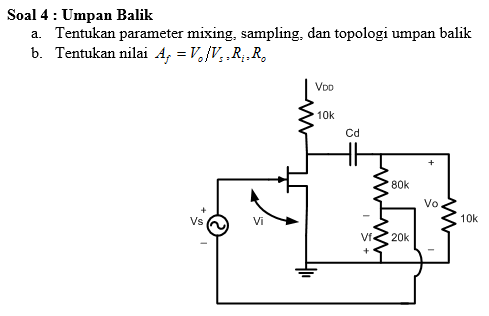 Soal 4 : Umpan Balik
a. Tentukan parameter mixing, sampling, dan topologi umpan balik
b. Tentukan nilai A_f = V_o/V_s, R_i, R_o
VDD
10k
Cd
+
80k
Vo
10k
+
Vs
−
Vi
−
Vf
20k
+
−